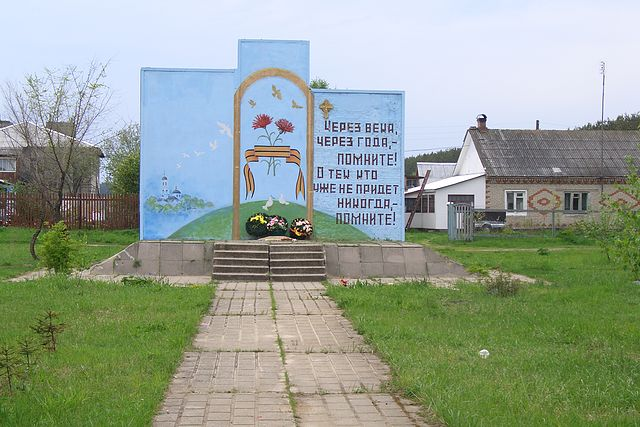 ЧЕРЕЗ ВЕКА,
ЧЕРЕЗ ГОДА,–
ПОМНИТЕ!
О ТЕХ КТО
УЖЕ НЕ ПРИДЕТ
НИКОГДА,–
ПОМНИТЕ!